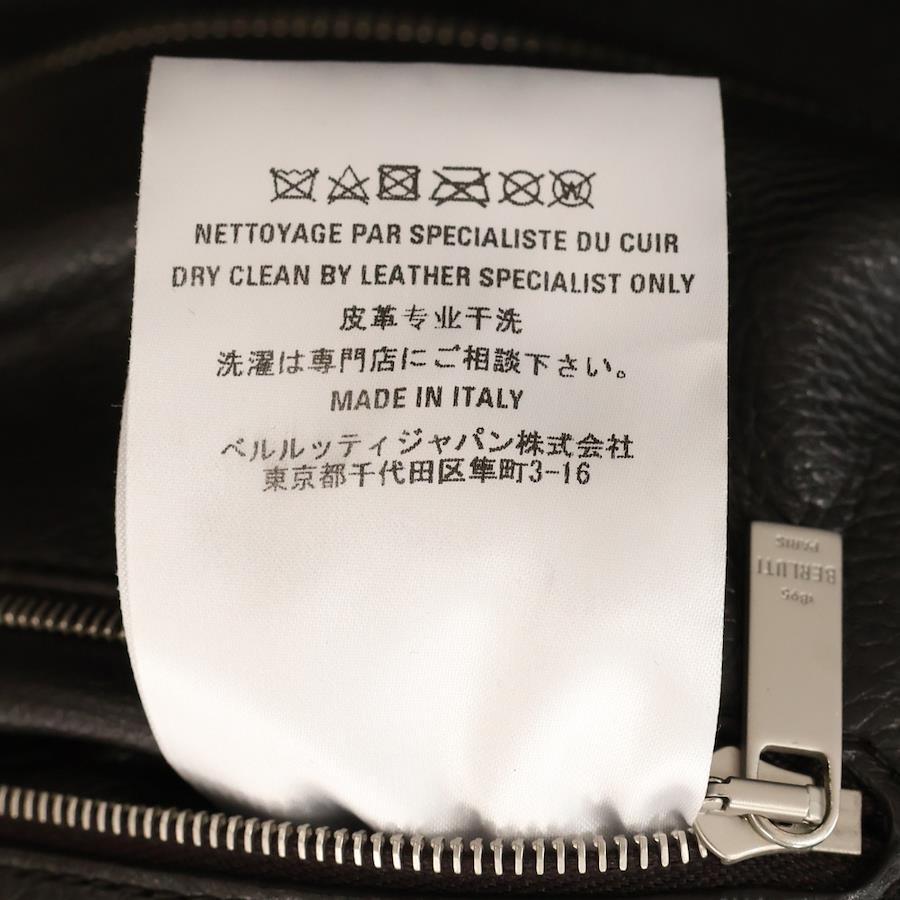 W
NETTOYAGE PAR SPECIALISTE DU CUIR
DRY CLEAN BY LEATHER SPECIALIST ONLY
皮革专业干洗
洗濯は専門店にご相談下さい。
MADE IN ITALY
ベルルッティジャパン株式会社
東京都千代田区隼町3-16
1895
BERLUTI
PARIS